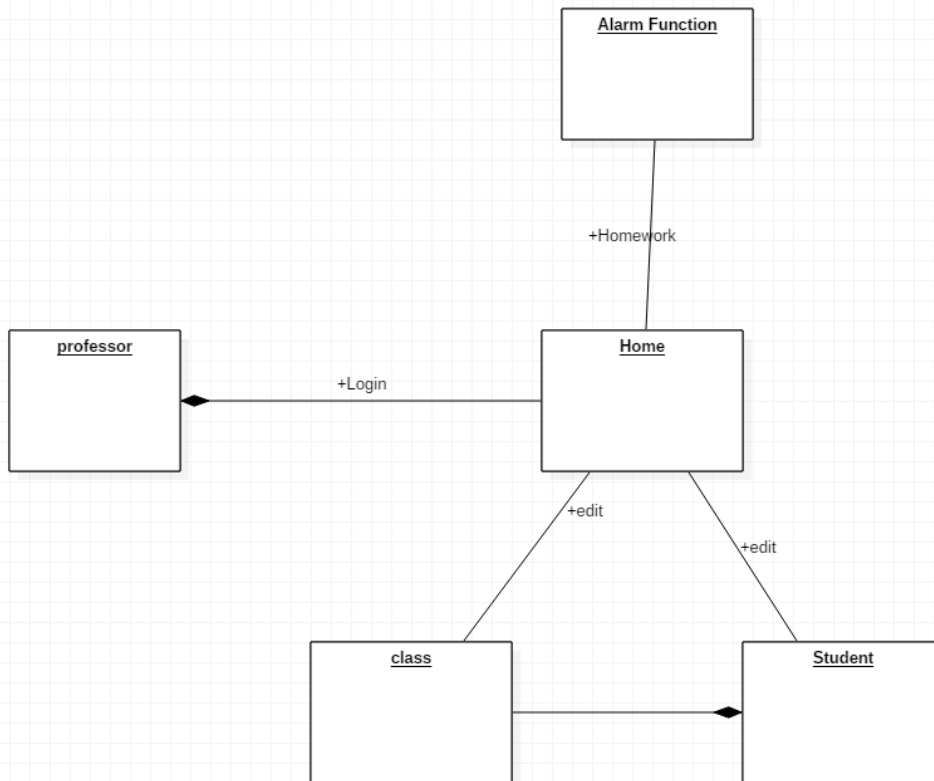 Alarm Function
+Homework
professor
+Login
Home
+edit
+edit
class
Student